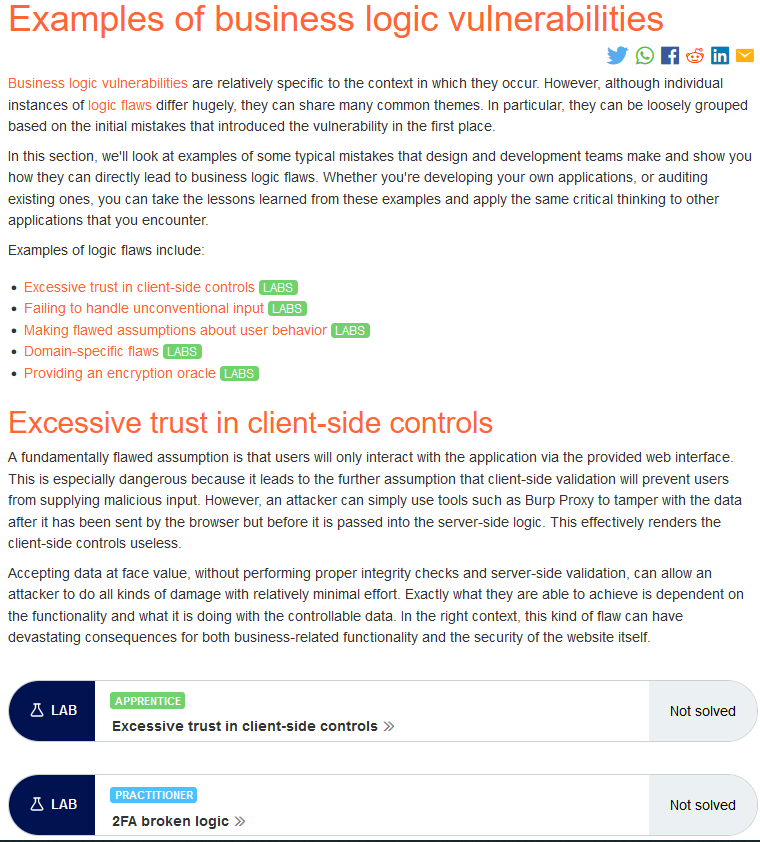 Examples of business logic vulnerabilities
Business logic vulnerabilities are relatively specific to the context in which they occur. However, although individual
instances of logic flaws differ hugely, they can share many common themes. In particular, they can be loosely grouped
based on the initial mistakes that introduced the vulnerability in the first place.
In this section, we'll look at examples of some typical mistakes that design and development teams make and show you
how they can directly lead to business logic flaws. Whether you're developing your own applications, or auditing
existing ones, you can take the lessons learned from these examples and apply the same critical thinking to other
applications that you encounter.
Examples of logic flaws include:
• Excessive trust in client-side controls LABS
• Failing to handle unconventional input LABS
• Making flawed assumptions about user behavior LABS
• Domain-specific flaws LABS
• Providing an encryption oracle LABS
Excessive trust in client-side controls
A fundamentally flawed assumption is that users will only interact with the application via the provided web interface.
This is especially dangerous because it leads to the further assumption that client-side validation will prevent users
from supplying malicious input. However, an attacker can simply use tools such as Burp Proxy to tamper with the data
after it has been sent by the browser but before it is passed into the server-side logic. This effectively renders the
client-side controls useless.
Accepting data at face value, without performing proper integrity checks and server-side validation, can allow an
attacker to do all kinds of damage with relatively minimal effort. Exactly what they are able to achieve is dependent on
the functionality and what it is doing with the controllable data. In the right context, this kind of flaw can have
devastating consequences for both business-related functionality and the security of the website itself.
LAB
APPRENTICE
Excessive trust in client-side controls
Not solved
LAB
PRACTITIONER
2FA broken logic
Not solved